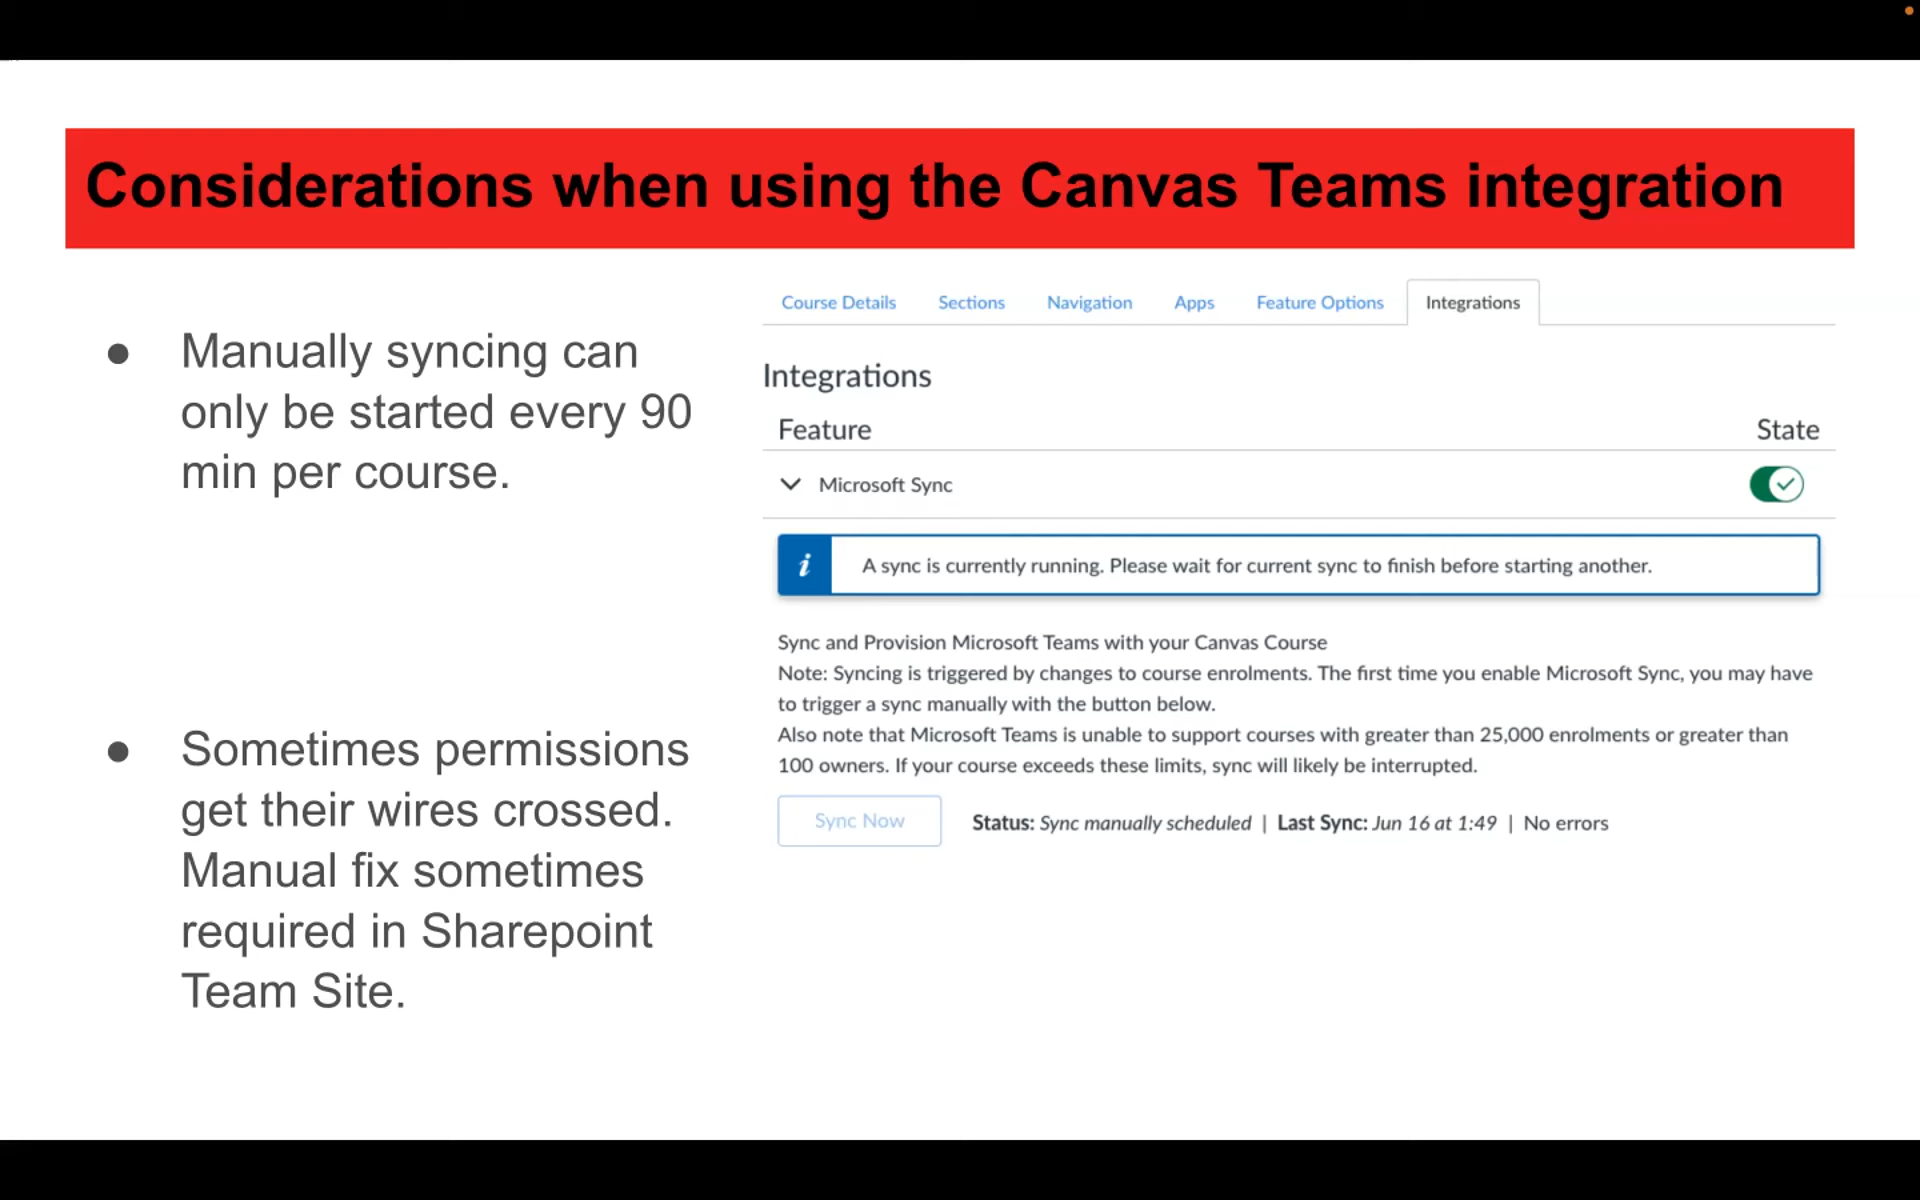 Considerations when using the Canvas Teams integration
● Manually syncing can
only be started every 90
min per course.
● Sometimes permissions
get their wires crossed.
Manual fix sometimes
required in Sharepoint
Team Site.
Course Details Sections Navigation Apps Feature Options Integrations
Integrations
Feature State
Microsoft Sync
i A sync is currently running. Please wait for current sync to finish before starting another.
Sync and Provision Microsoft Teams with your Canvas Course
Note: Syncing is triggered by changes to course enrolments. The first time you enable Microsoft Sync, you may have
to trigger a sync manually with the button below.
Also note that Microsoft Teams is unable to support courses with greater than 25,000 enrolments or greater than
100 owners. If your course exceeds these limits, sync will likely be interrupted.
Sync Now Status: Sync manually scheduled | Last Sync: Jun 16 at 1:49 | No errors